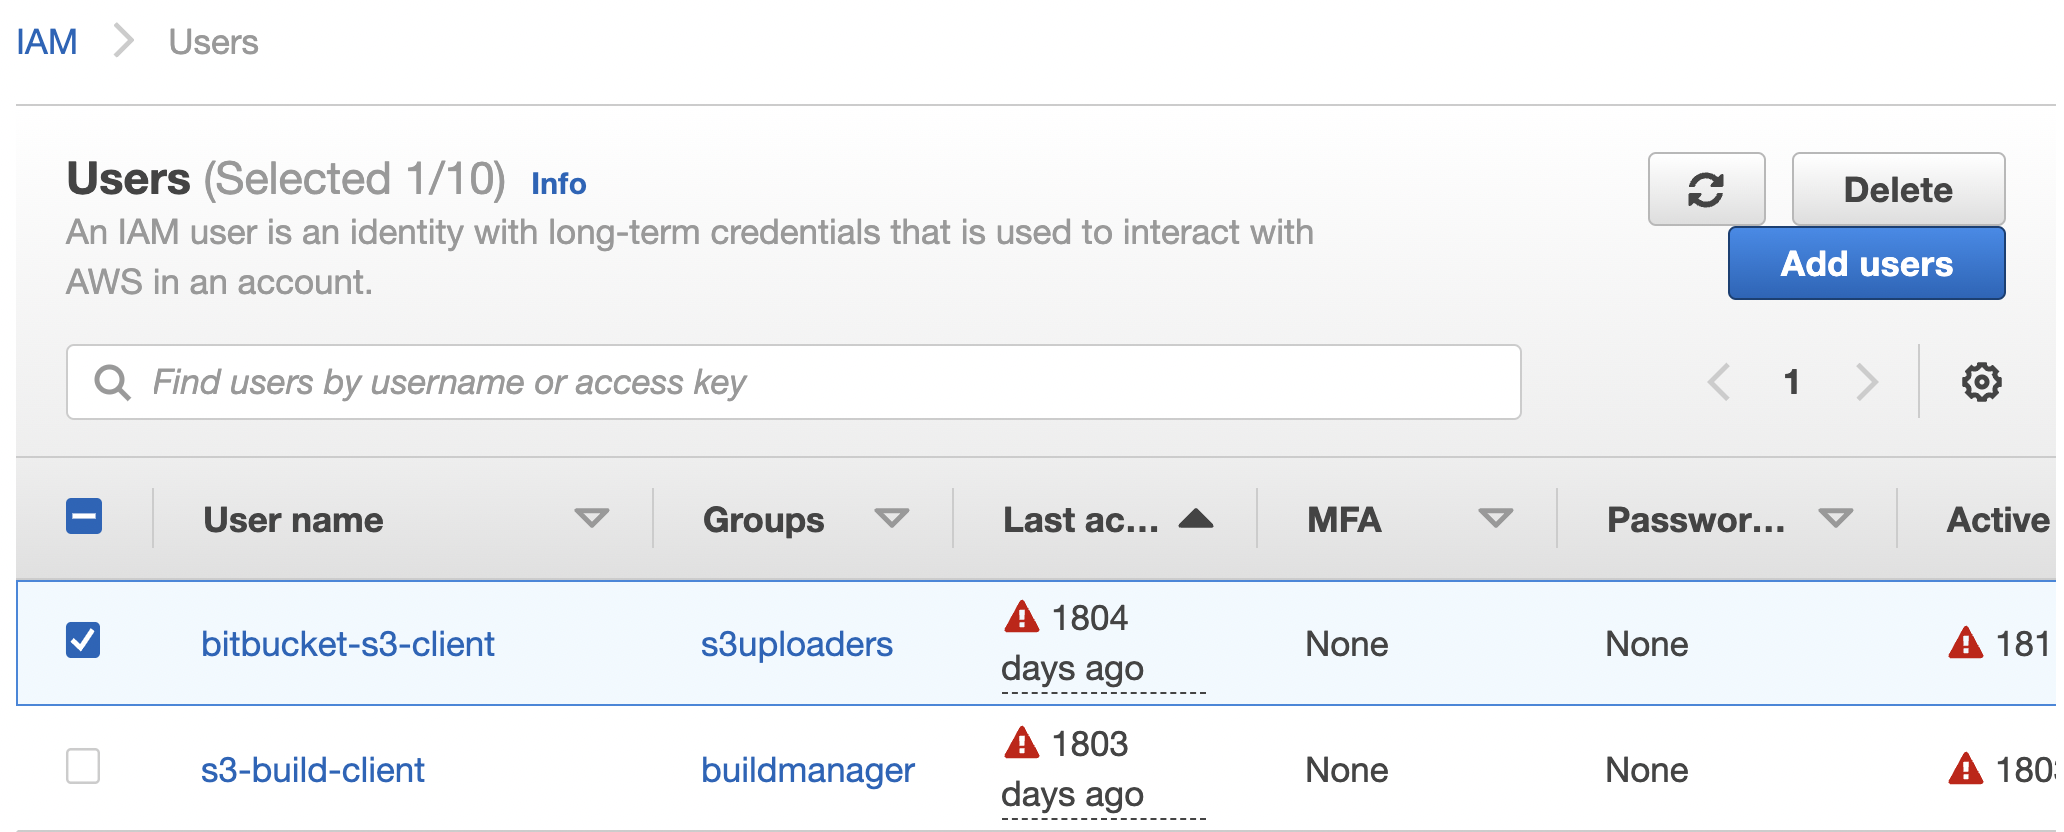 IAM > Users
Users (Selected 1/10) Info
An IAM user is an identity with long-term credentials that is used to interact with
AWS in an account.
Delete
Add users
Find users by username or access key
1
User name Groups Last ac... MFA Passwor... Active
bitbucket-s3-client s3uploaders 1804 days ago None None 181
s3-build-client buildmanager 1803 days ago None None 180